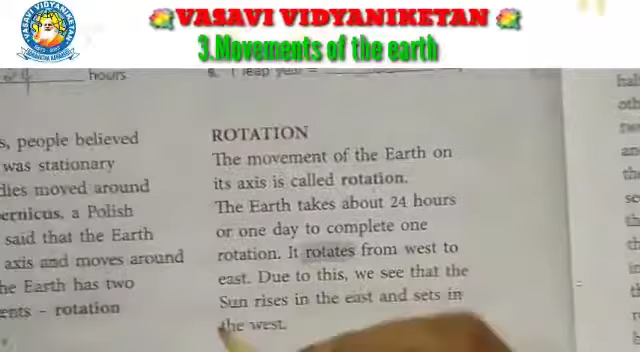 VASAVI VIDYANIKETAN
3.Movements of the earth
hours
s, people believed
was stationary
dies moved around
ernicus, a Polish
said that the Earth
axis and moves around
he Earth has two
ents - rotation
ROTATION
The movement of the Earth on
its axis is called rotation.
The Earth takes about 24 hours
or one day to complete one
rotation. It rotates from west to
east. Due to this, we see that the
Sun rises in the east and sets in
the west.